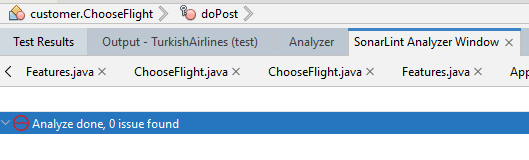 customer.ChooseFlight doPost
Test Results Output - TurkishAirlines (test) Analyzer SonarLint Analyzer Window
Features.java ChooseFlight.java ChooseFlight.java Features.java App
Analyze done, 0 issue found